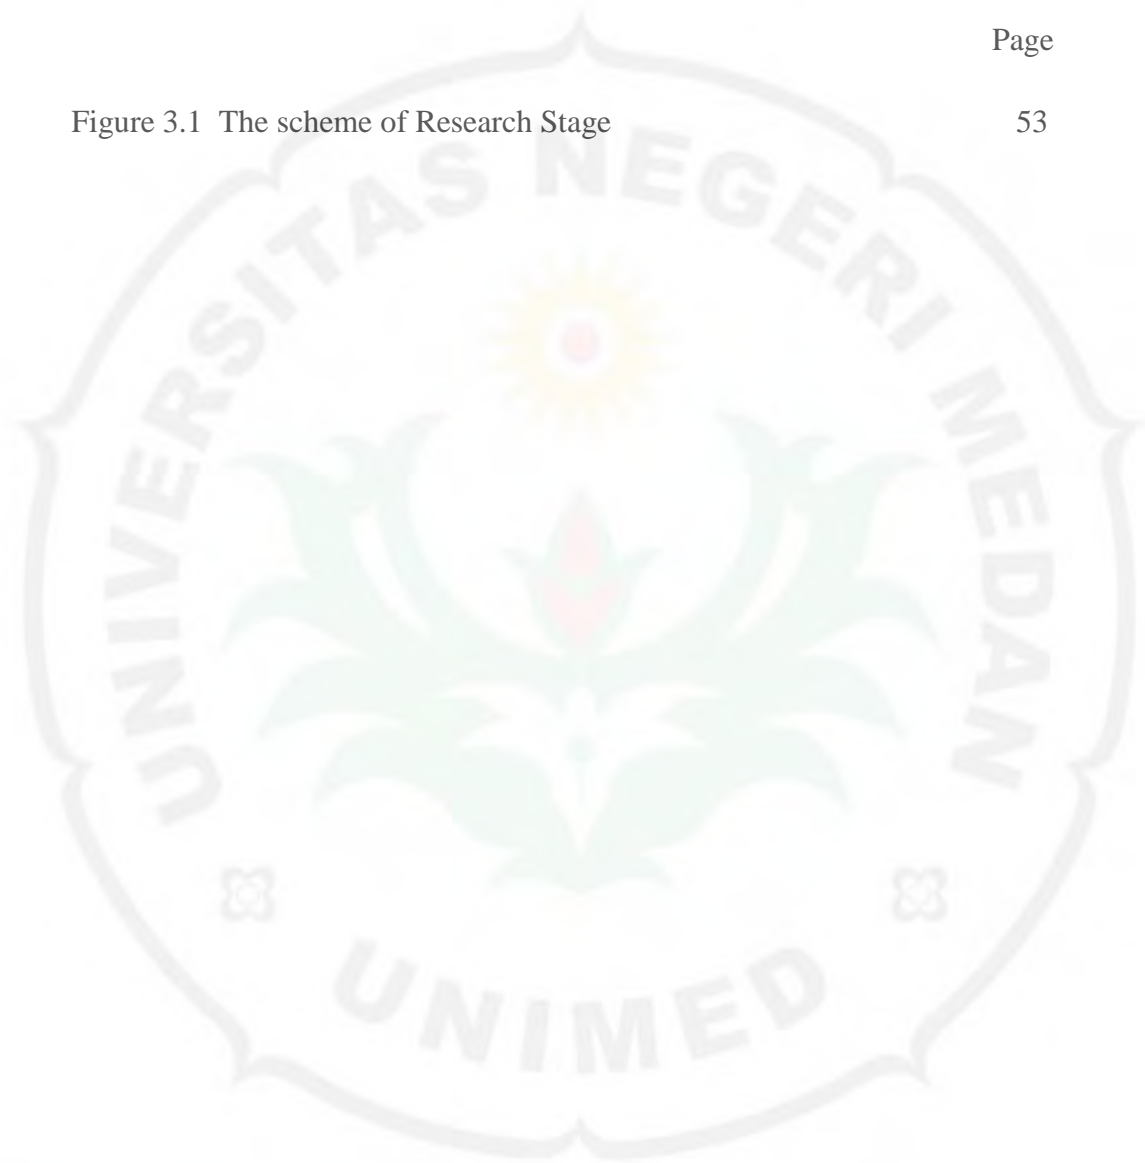 Page
Figure 3.1 The scheme of Research Stage 53
UNIVERSITAS NEGERI MEDAN
UNIMED